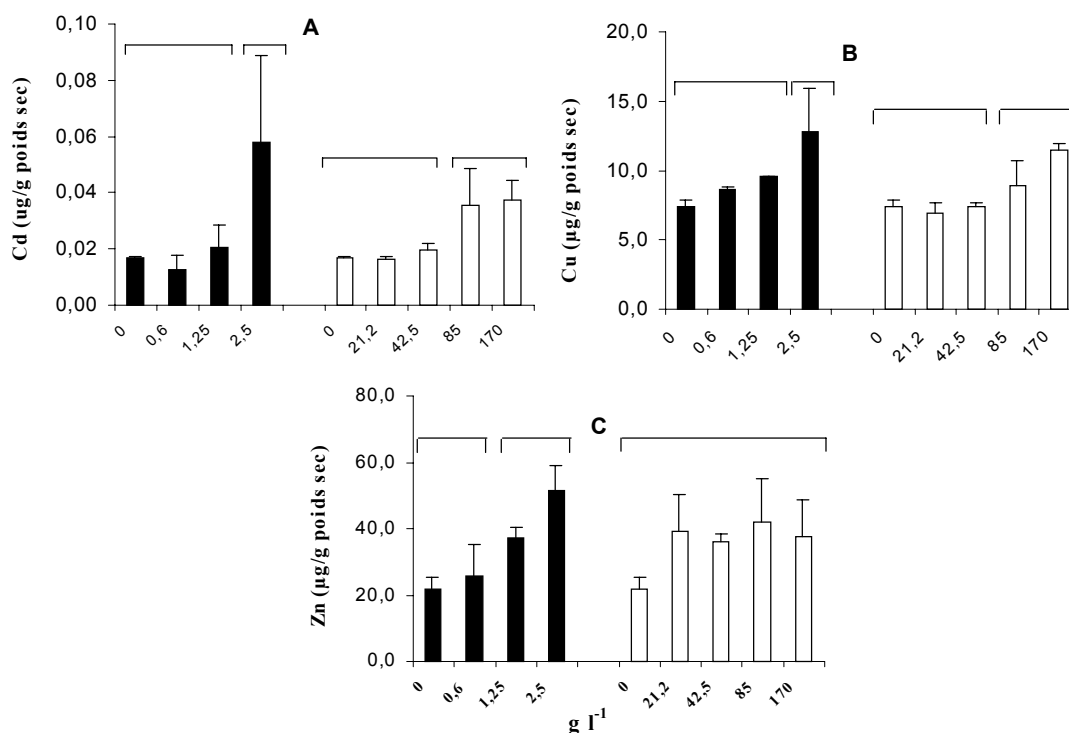 A
Cd (ug/g poids sec)
0,10
0,08
0,06
0,04
0,02
0,00
0 0,6 1,25 2,5 0 21,2 42,5 85 170
B
Cu (µg/g poids sec)
20,0
15,0
10,0
5,0
0,0
0 0,6 1,25 2,5 0 21,2 42,5 85 170
C
Zn (µg/g poids sec)
80,0
60,0
40,0
20,0
0,0
0 0,6 1,25 2,5 0 21,2 42,5 85 170
g l⁻¹